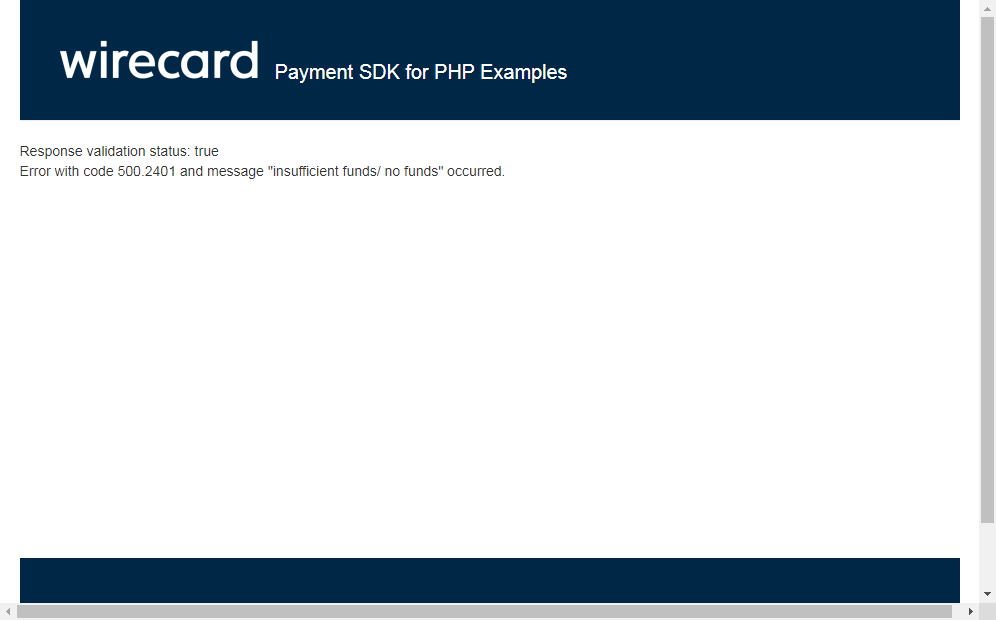 wirecard Payment SDK for PHP Examples
Response validation status: true
Error with code 500.2401 and message "insufficient funds/ no funds" occurred.